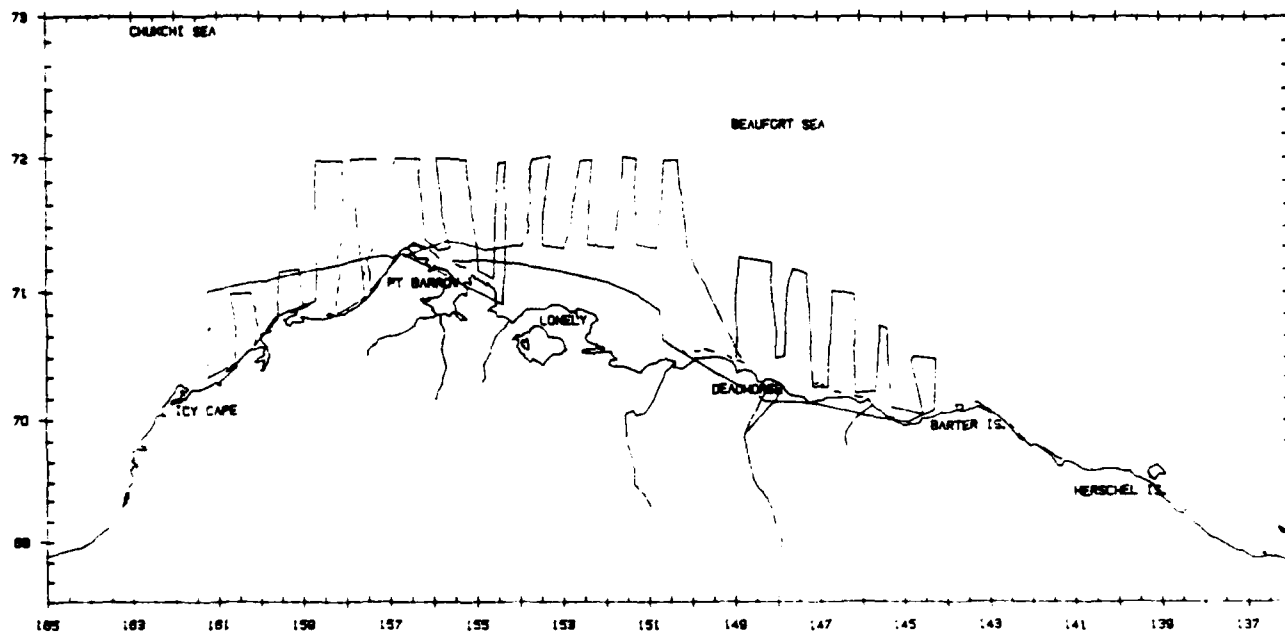 73
CHUKCHI SEA
BEAUFORT SEA
72
71
PT BARROW
LONELY
DEADHORSE
70
ICY CAPE
BARTER IS.
HERSCHEL IS.
69
165 163 161 159 157 155 153 151 149 147 145 143 141 139 137